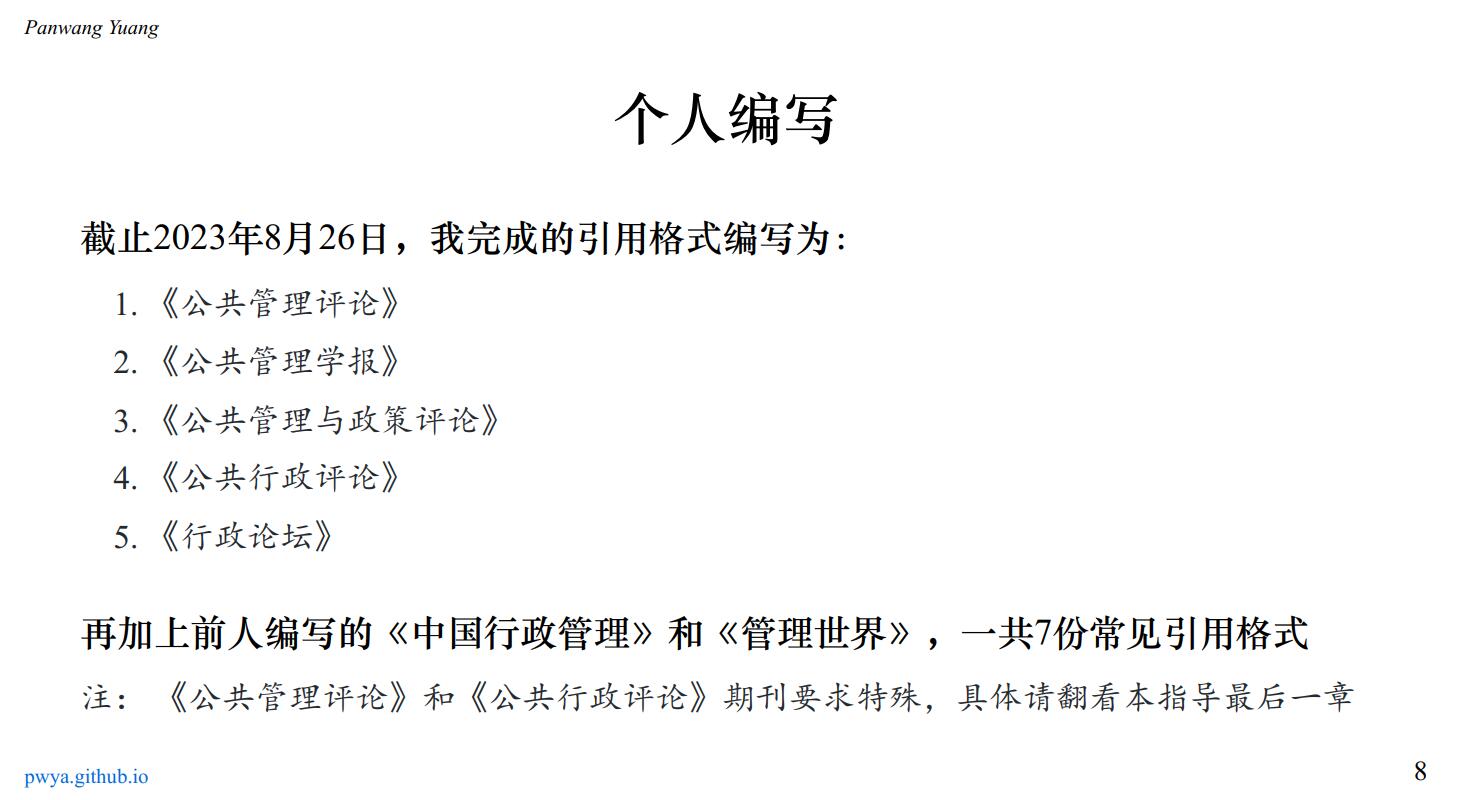 Panwang Yuang
个人编写
截止2023年8月26日，我完成的引用格式编写为：
1. 《公共管理评论》
2. 《公共管理学报》
3. 《公共管理与政策评论》
4. 《公共行政评论》
5. 《行政论坛》
再加上前人编写的《中国行政管理》和《管理世界》，一共7份常见引用格式
注： 《公共管理评论》和《公共行政评论》期刊要求特殊，具体请翻看本指导最后一章
pwya.github.io
8